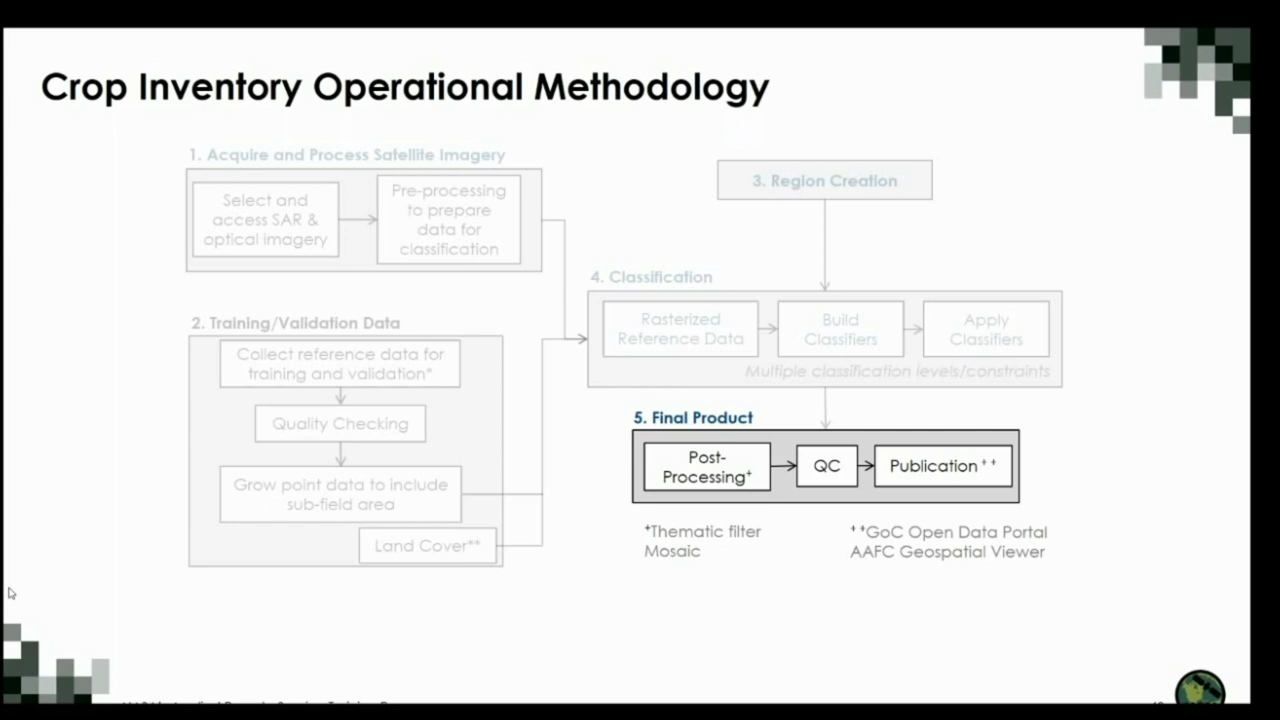 Crop Inventory Operational Methodology
1. Acquire and Process Satellite Imagery
Select and
access SAR &
optical imagery
Pre-processing
to prepare
data for
classification
2. Training/Validation Data
Collect reference data for
training and validation*
Quality Checking
Grow point data to include
sub-field area
Land Cover**
3. Region Creation
4. Classification
Rasterized
Reference Data
Build
Classifiers
Apply
Classifiers
Multiple classification levels/constraints
5. Final Product
Post-
Processing⁺
QC
Publication ⁺ ⁺
⁺Thematic filter
Mosaic
⁺ ⁺GoC Open Data Portal
AAFC Geospatial Viewer